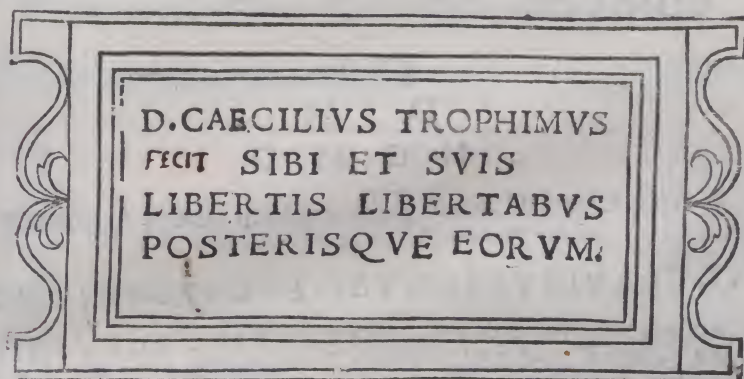 D.CAECILIVS TROPHIMVS
FECIT SIBI ET SVIS
LIBERTIS LIBERTABVS
POSTERISQVE EORVM.